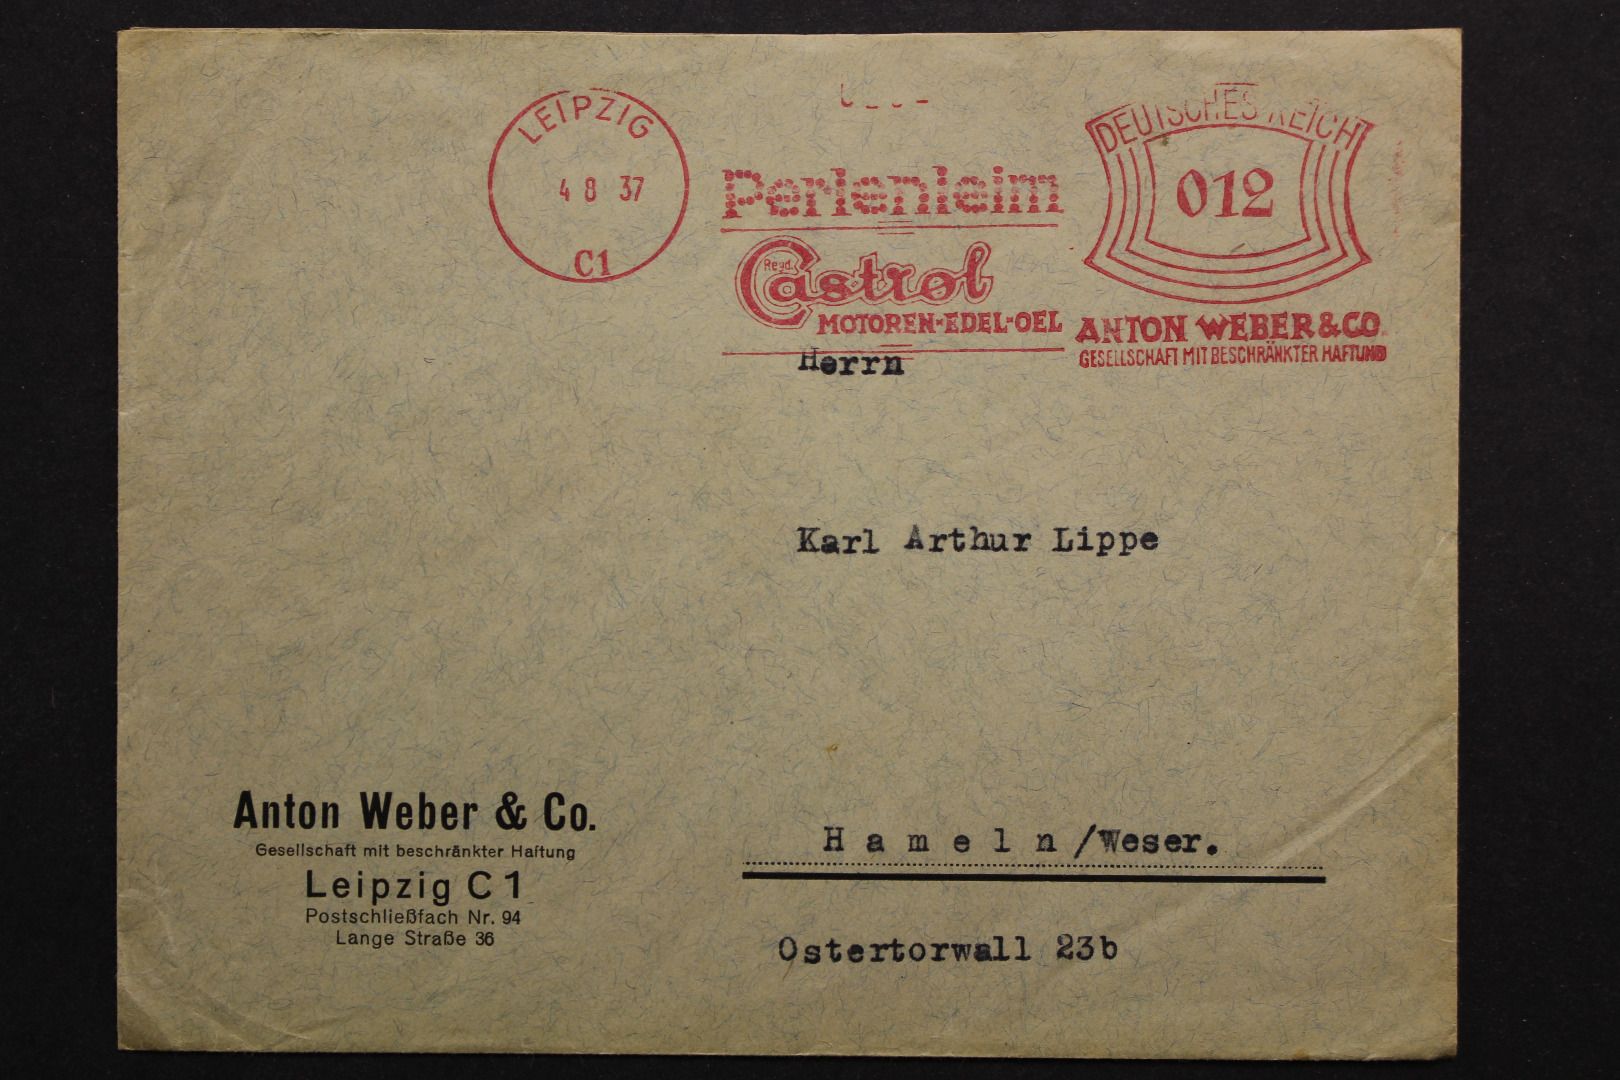 LEIPZIG
4 8 37
C1
Perlenleim
Regd.
Castrol
MOTOREN-EDEL-OEL
DEUTSCHES REICH
012
ANTON WEBER & CO.
GESELLSCHAFT MIT BESCHRÄNKTER HAFTUNG
Herrn
Karl Arthur Lippe
Hameln/Weser.
Ostertorwall 23b
Anton Weber & Co.
Gesellschaft mit beschränkter Haftung
Leipzig C 1
Postschließfach Nr. 94
Lange Straße 36